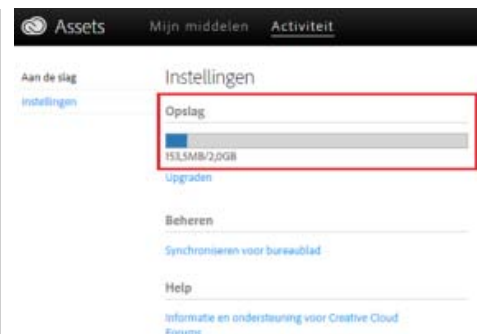 Assets Mijn middelen Activiteit
Aan de slag
Instellingen
Instellingen
Opslag
153,5MB/2,0GB
Upgraden
Beheren
Synchroniseren voor bureaublad
Help
Informatie en ondersteuning voor Creative Cloud
Forums